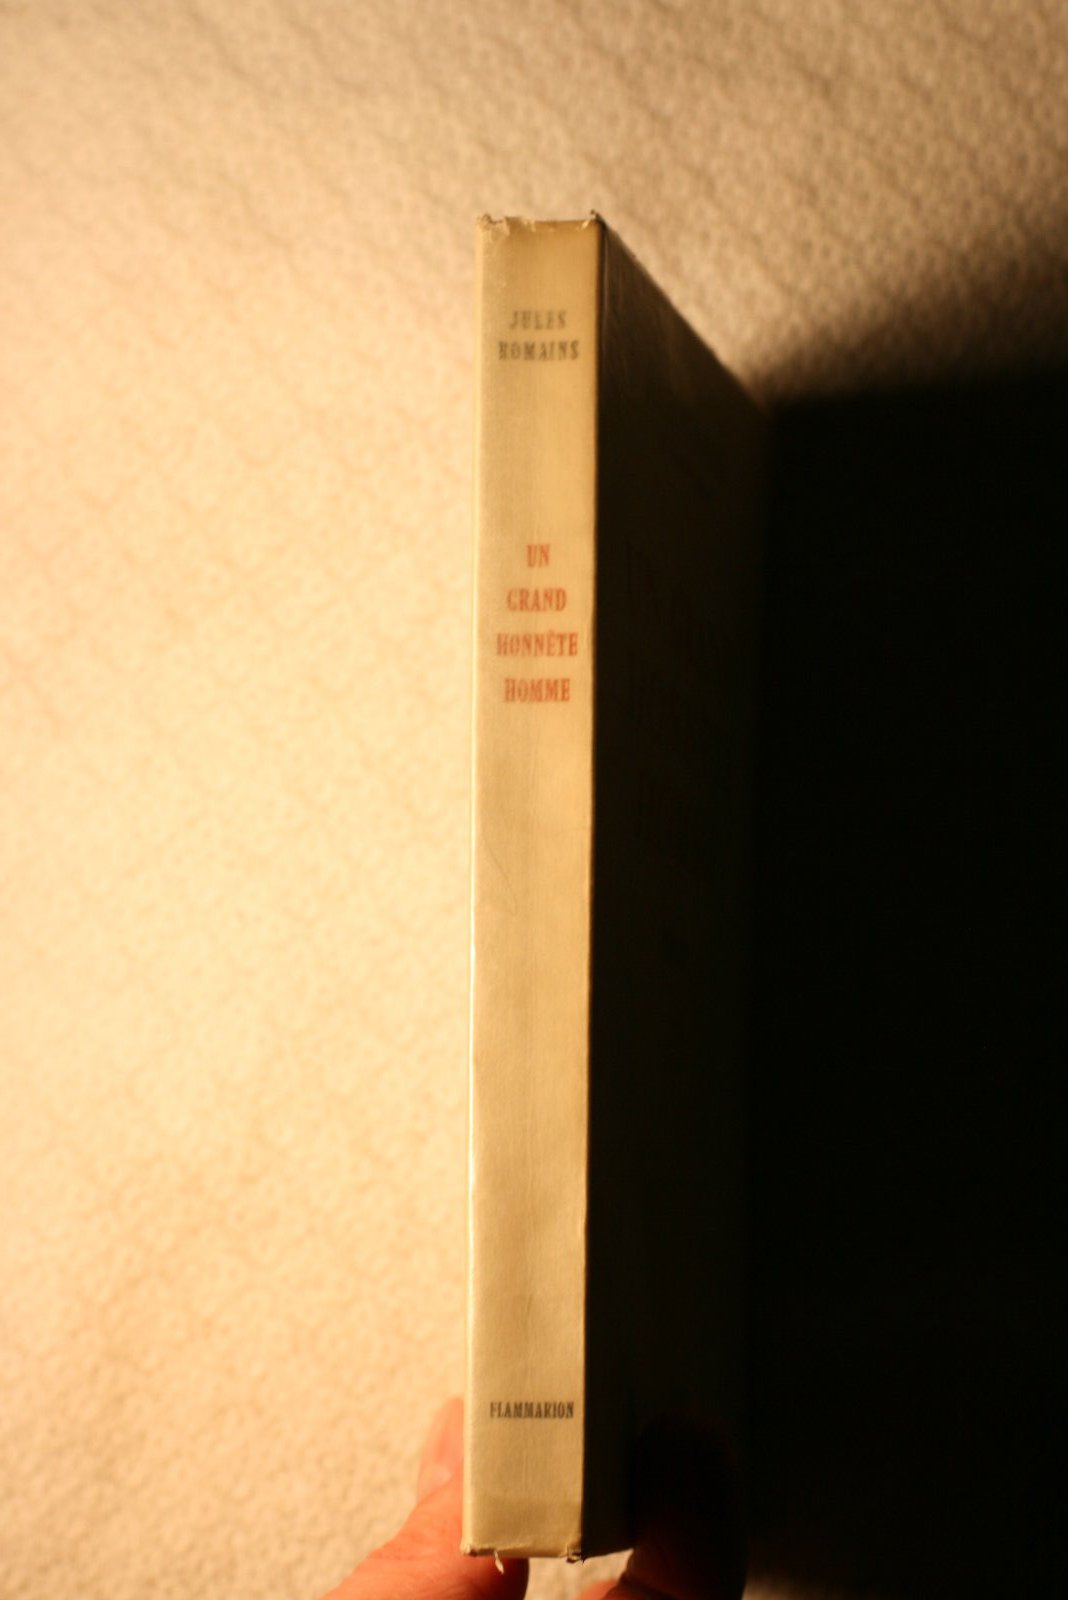 JULES
ROMAINS
UN
GRAND
HONNÊTE
HOMME
FLAMMARION